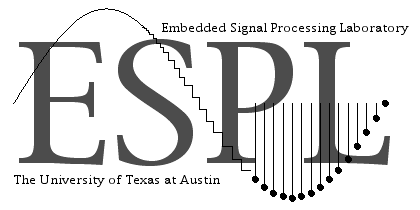 Embedded Signal Processing Laboratory
ESPL
The University of Texas at Austin